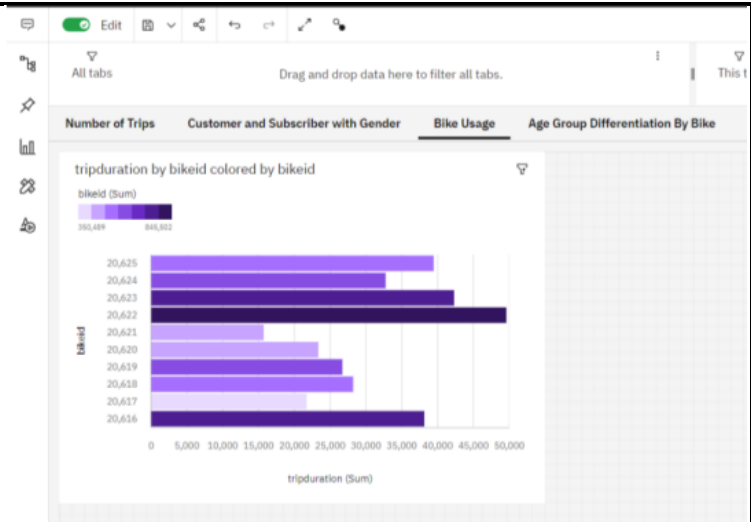 Edit
All tabs
Drag and drop data here to filter all tabs.
This t
Number of Trips
Customer and Subscriber with Gender
Bike Usage
Age Group Differentiation By Bike
tripduration by bikeid colored by bikeid
bikeid (Sum)
350,489
20,625
20,624
20,623
20,622
20,621
20,620
20,619
20,618
20,617
20,616
bikeid
0 5,000 10,000 15,000 20,000 25,000 30,000 35,000 40,000 45,000 50,000
tripduration (Sum)